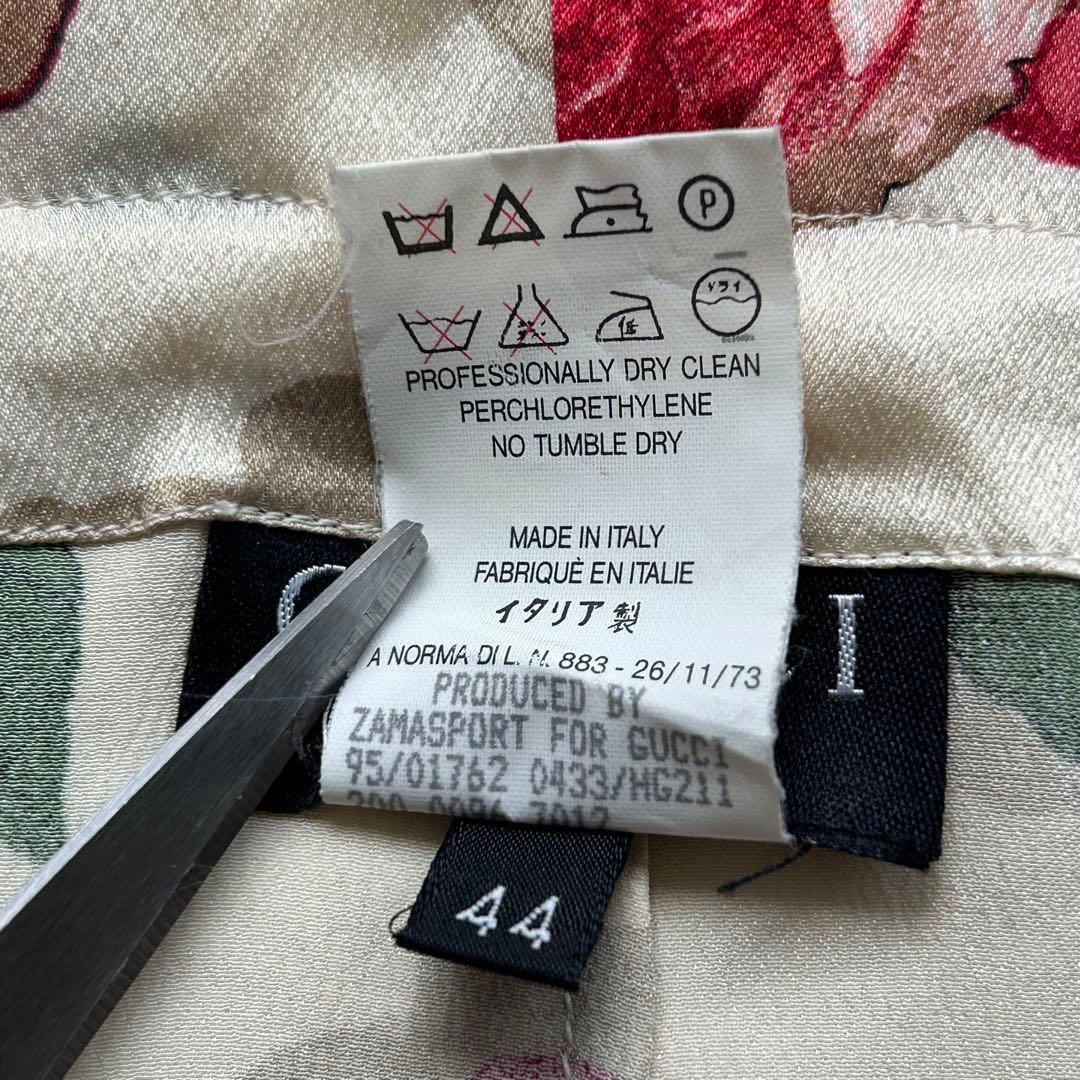 P
ドライ
低
PROFESSIONALLY DRY CLEAN
PERCHLORETHYLENE
NO TUMBLE DRY
MADE IN ITALY
FABRIQUÈ EN ITALIE
イタリア製
A NORMA DI L. N. 883 - 26/11/73
PRODUCED BY
ZAMASPORT FOR GUCCI
95/01762 0433/HG211
44